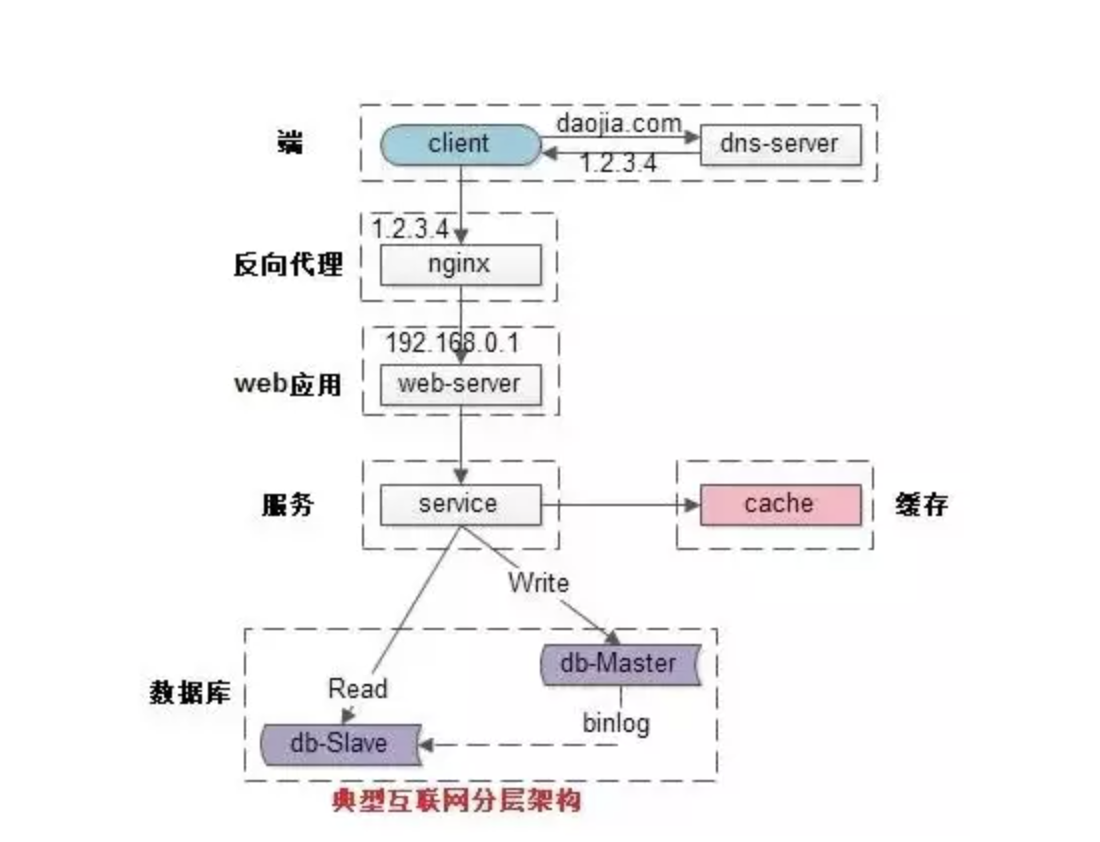 daojia.com
端
client
dns-server
1.2.3.4
1.2.3.4
反向代理
nginx
192.168.0.1
web应用
web-server
服务
service
cache
缓存
Write
db-Master
数据库
Read
binlog
db-Slave
典型互联网分层架构